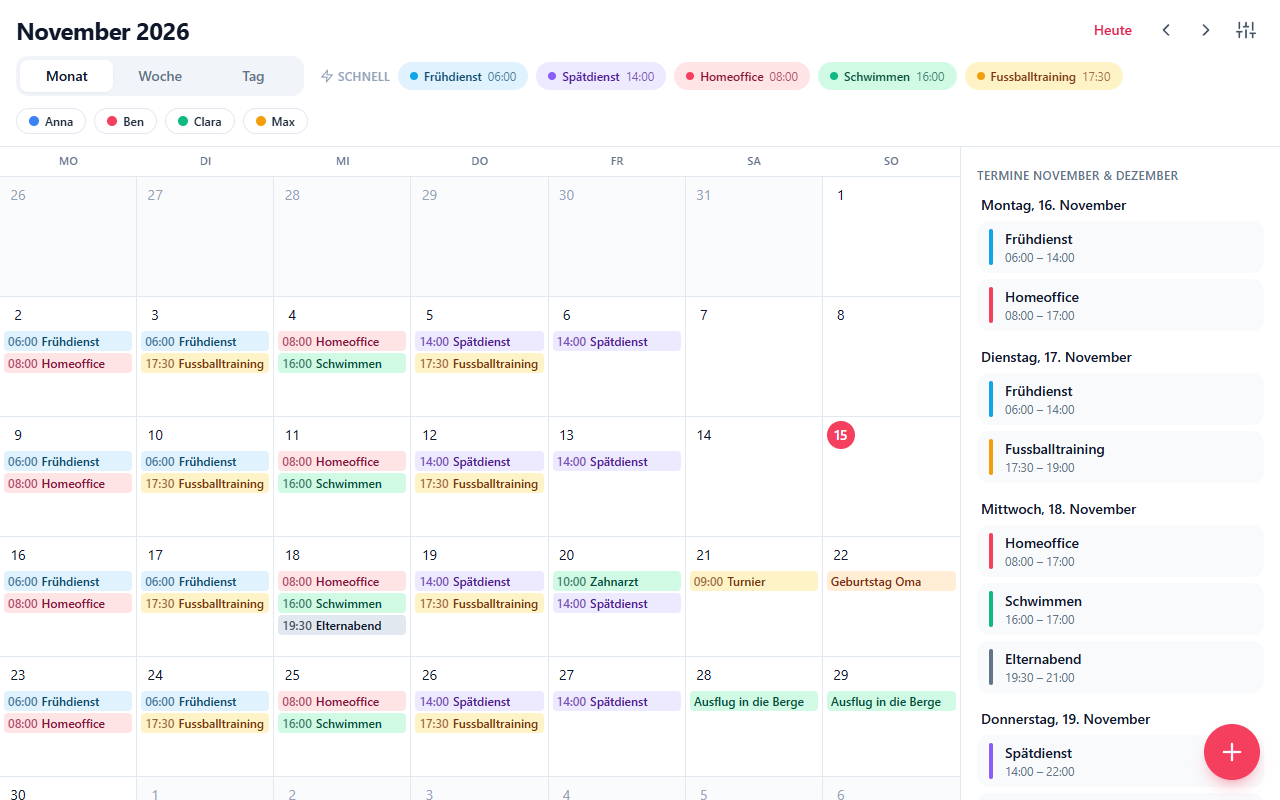 November 2026
Heute
Monat Woche Tag
SCHNELL
Frühdienst 06:00
Spätdienst 14:00
Homeoffice 08:00
Schwimmen 16:00
Fussballtraining 17:30
Anna
Ben
Clara
Max
MO DI MI DO FR SA SO
26 27 28 29 30 31 1
2 3 4 5 6 7 8
06:00 Frühdienst 06:00 Frühdienst 08:00 Homeoffice 14:00 Spätdienst 14:00 Spätdienst
08:00 Homeoffice 17:30 Fussballtraining 16:00 Schwimmen 17:30 Fussballtraining
9 10 11 12 13 14 15
06:00 Frühdienst 06:00 Frühdienst 08:00 Homeoffice 14:00 Spätdienst 14:00 Spätdienst
08:00 Homeoffice 17:30 Fussballtraining 16:00 Schwimmen 17:30 Fussballtraining
16 17 18 19 20 21 22
06:00 Frühdienst 06:00 Frühdienst 08:00 Homeoffice 14:00 Spätdienst 10:00 Zahnarzt 09:00 Turnier Geburtstag Oma
08:00 Homeoffice 17:30 Fussballtraining 16:00 Schwimmen 17:30 Fussballtraining 14:00 Spätdienst
19:30 Elternabend
23 24 25 26 27 28 29
06:00 Frühdienst 06:00 Frühdienst 08:00 Homeoffice 14:00 Spätdienst 14:00 Spätdienst Ausflug in die Berge Ausflug in die Berge
08:00 Homeoffice 17:30 Fussballtraining 16:00 Schwimmen 17:30 Fussballtraining
30 1 2 3 4 5 6
TERMINE NOVEMBER & DEZEMBER
Montag, 16. November
Frühdienst
06:00 – 14:00
Homeoffice
08:00 – 17:00
Dienstag, 17. November
Frühdienst
06:00 – 14:00
Fussballtraining
17:30 – 19:00
Mittwoch, 18. November
Homeoffice
08:00 – 17:00
Schwimmen
16:00 – 17:00
Elternabend
19:30 – 21:00
Donnerstag, 19. November
Spätdienst
14:00 – 22:00